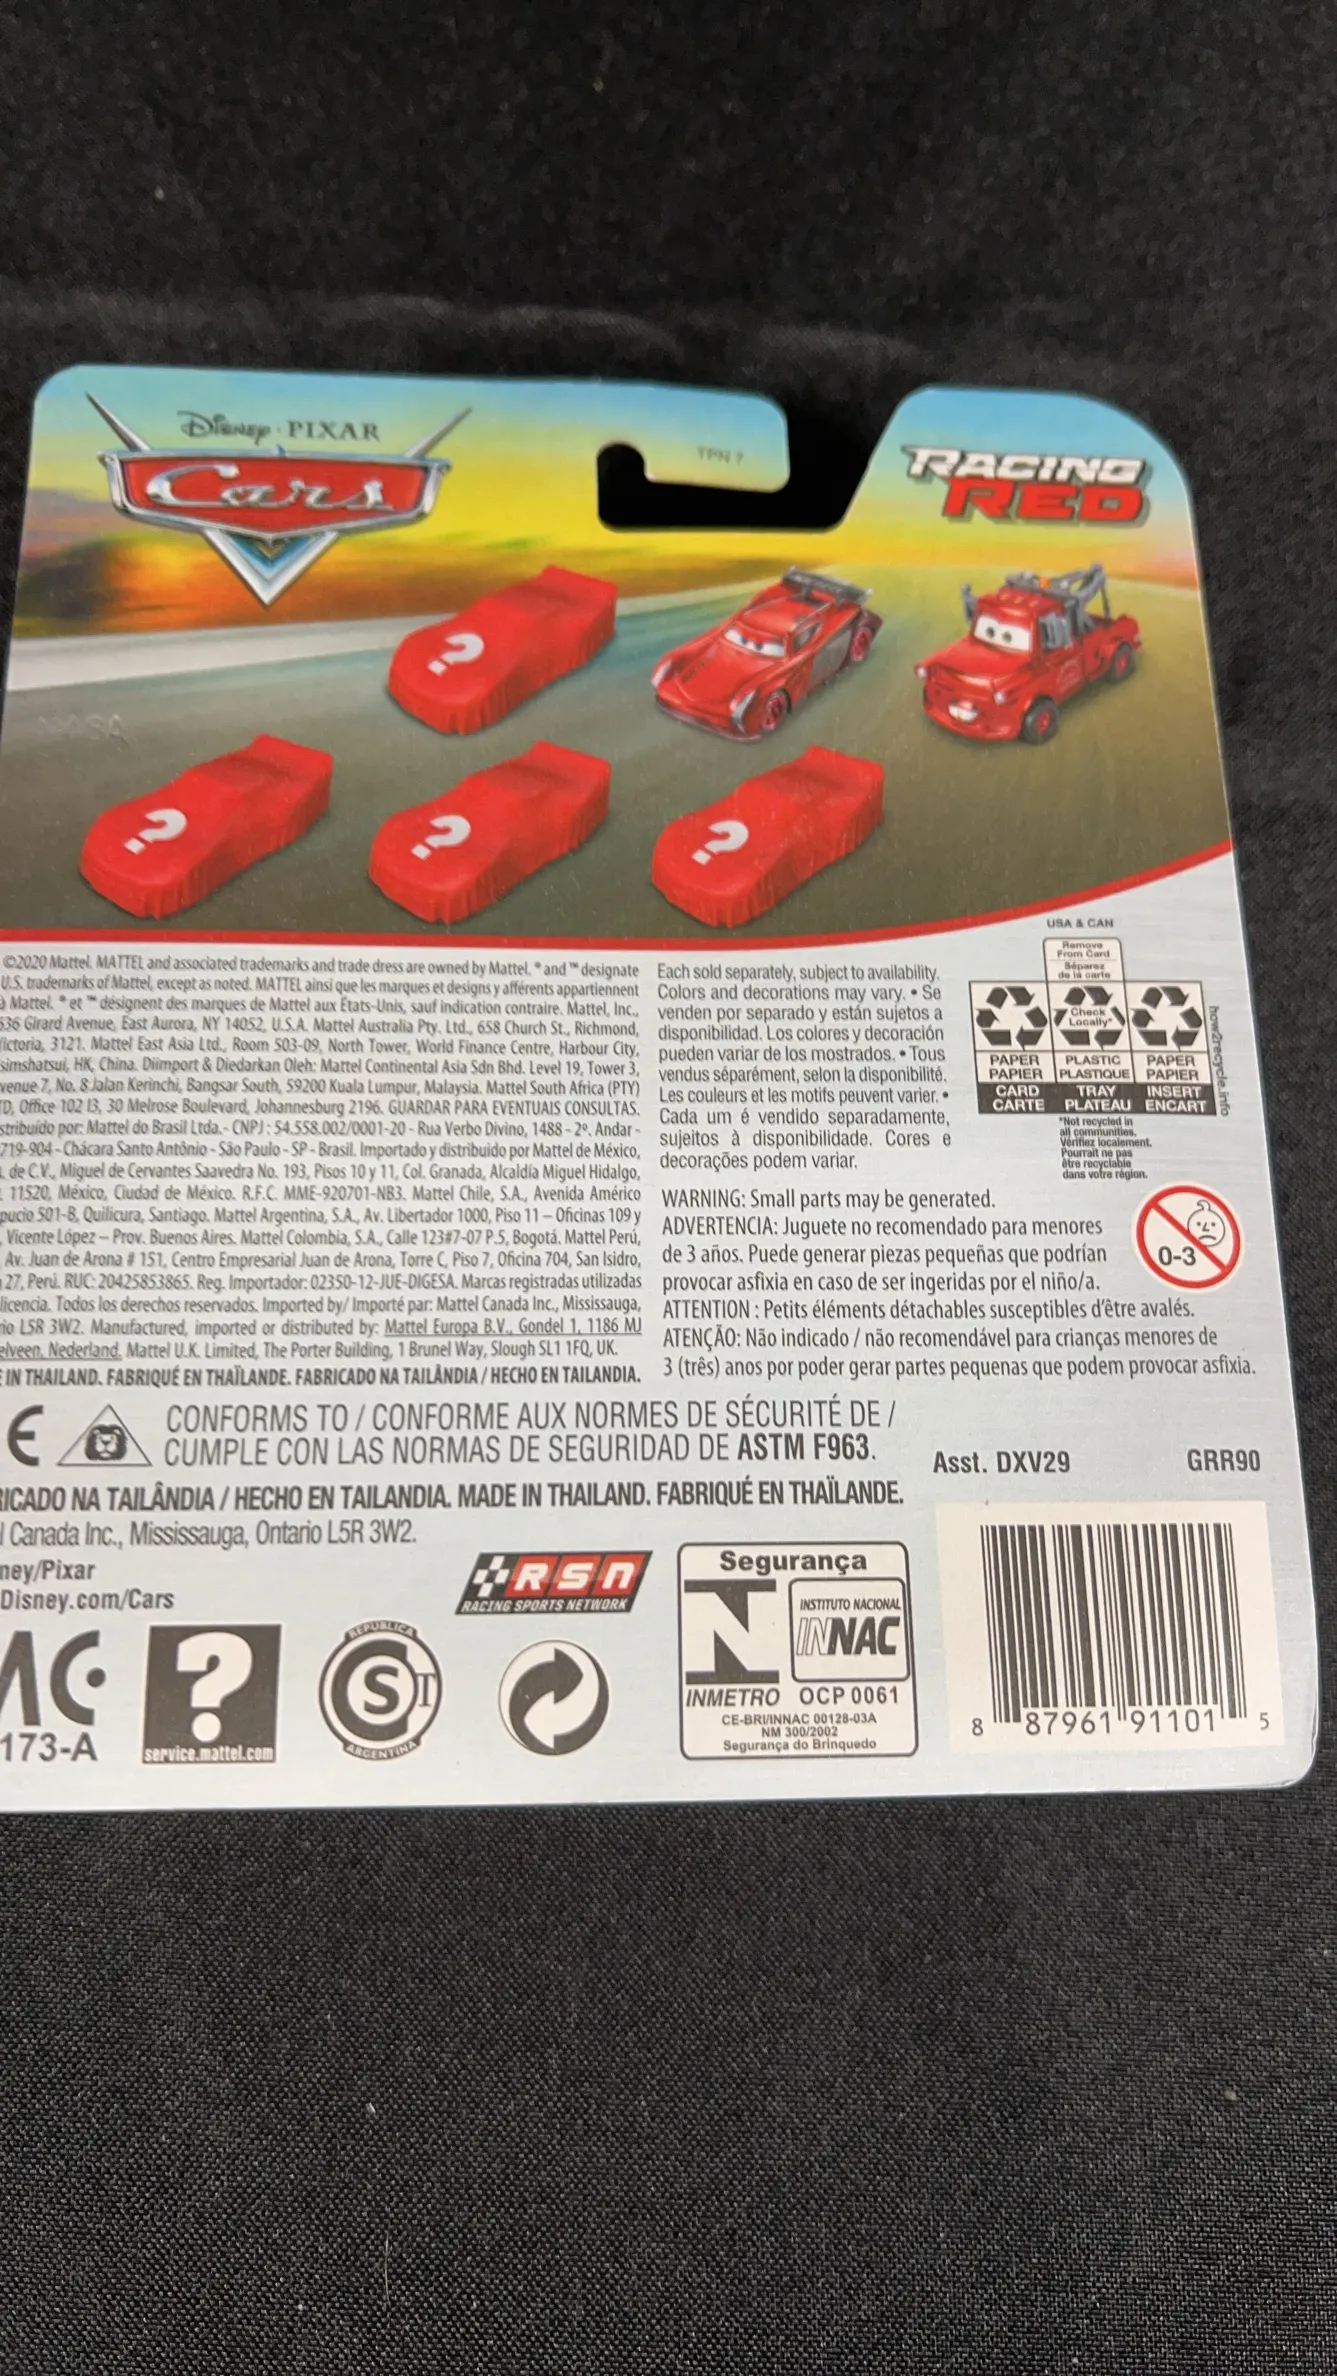 Disney · PIXAR
Cars
TPN ?
RACING
RED
?
?
?
?
©2020 Mattel. MATTEL and associated trademarks and trade dress are owned by Mattel. ® and ™ designate
U.S. trademarks of Mattel, except as noted. MATTEL ainsi que les marques et designs y afférents appartiennent
à Mattel. ® et ™ désignent des marques de Mattel aux États-Unis, sauf indication contraire. Mattel, Inc.,
636 Girard Avenue, East Aurora, NY 14052, U.S.A. Mattel Australia Pty. Ltd., 658 Church St., Richmond,
ictoria, 3121. Mattel East Asia Ltd., Room 503-09, North Tower, World Finance Centre, Harbour City,
simshatsui, HK, China. Diimport & Diedarkan Oleh: Mattel Continental Asia Sdn Bhd. Level 19, Tower 3,
venue 7, No. 8 Jalan Kerinchi, Bangsar South, 59200 Kuala Lumpur, Malaysia. Mattel South Africa (PTY)
TD, Office 102 I3, 30 Melrose Boulevard, Johannesburg 2196. GUARDAR PARA EVENTUAIS CONSULTAS.
stribuído por: Mattel do Brasil Ltda.- CNPJ : 54.558.002/0001-20 - Rua Verbo Divino, 1488 - 2º. Andar -
719-904 - Chácara Santo Antônio - São Paulo - SP - Brasil. Importado y distribuido por Mattel de México,
. de C.V., Miguel de Cervantes Saavedra No. 193, Pisos 10 y 11, Col. Granada, Alcaldía Miguel Hidalgo,
. 11520, México, Ciudad de México. R.F.C. MME-920701-NB3. Mattel Chile, S.A., Avenida Américo
pucio 501-B, Quilicura, Santiago. Mattel Argentina, S.A., Av. Libertador 1000, Piso 11 – Oficinas 109 y
, Vicente López – Prov. Buenos Aires. Mattel Colombia, S.A., Calle 123#7-07 P.5, Bogotá. Mattel Perú,
Av. Juan de Arona # 151, Centro Empresarial Juan de Arona, Torre C, Piso 7, Oficina 704, San Isidro,
27, Perú. RUC: 20425853865. Reg. Importador: 02350-12-JUE-DIGESA. Marcas registradas utilizadas
licencia. Todos los derechos reservados. Imported by/ Importé par: Mattel Canada Inc., Mississauga,
rio L5R 3W2. Manufactured, imported or distributed by: Mattel Europa B.V., Gondel 1, 1186 MJ
elveen, Nederland. Mattel U.K. Limited, The Porter Building, 1 Brunel Way, Slough SL1 1FQ, UK.
E IN THAILAND. FABRIQUÉ EN THAÏLANDE. FABRICADO NA TAILÂNDIA / HECHO EN TAILANDIA.
Each sold separately, subject to availability.
Colors and decorations may vary. • Se
venden por separado y están sujetos a
disponibilidad. Los colores y decoración
pueden variar de los mostrados. • Tous
vendus séparément, selon la disponibilité.
Les couleurs et les motifs peuvent varier. •
Cada um é vendido separadamente,
sujeitos à disponibilidade. Cores e
decorações podem variar.
USA & CAN
Remove
From Card
Séparez
de la carte
Check
Locally*
PAPER PLASTIC PAPER
PAPIER PLASTIQUE PAPIER
CARD TRAY INSERT
CARTE PLATEAU ENCART
*Not recycled in
all communities.
Vérifiez localement.
Pourrait ne pas
être recyclable
dans votre région.
how2recycle.info
WARNING: Small parts may be generated.
ADVERTENCIA: Juguete no recomendado para menores
de 3 años. Puede generar piezas pequeñas que podrían
provocar asfixia en caso de ser ingeridas por el niño/a.
ATTENTION : Petits éléments détachables susceptibles d'être avalés.
ATENÇÃO: Não indicado / não recomendável para crianças menores de
3 (três) anos por poder gerar partes pequenas que podem provocar asfixia.
0-3
CE
CONFORMS TO / CONFORME AUX NORMES DE SÉCURITÉ DE /
CUMPLE CON LAS NORMAS DE SEGURIDAD DE ASTM F963.
Asst. DXV29 GRR90
RICADO NA TAILÂNDIA / HECHO EN TAILANDIA. MADE IN THAILAND. FABRIQUÉ EN THAÏLANDE.
l Canada Inc., Mississauga, Ontario L5R 3W2.
ney/Pixar
Disney.com/Cars
RSN
RACING SPORTS NETWORK
MC
173-A
?
service.mattel.com
REPUBLICA
S T
ARGENTINA
Segurança
N
INSTITUTO NACIONAL
INNAC
INMETRO OCP 0061
CE-BRI/INNAC 00128-03A
NM 300/2002
Segurança do Brinquedo
8 87961 91101 5